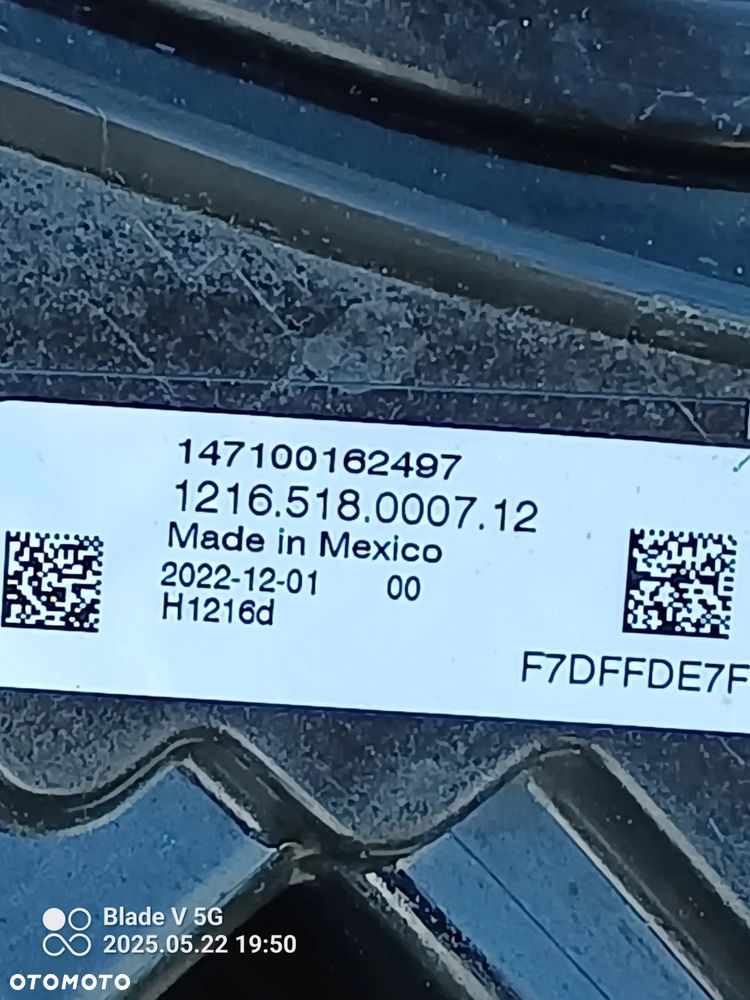 147100162497
1216.518.0007.12
Made in Mexico
2022-12-01 00
H1216d
F7DFFDE7F
Blade V 5G
2025.05.22 19:50
OTOMOTO